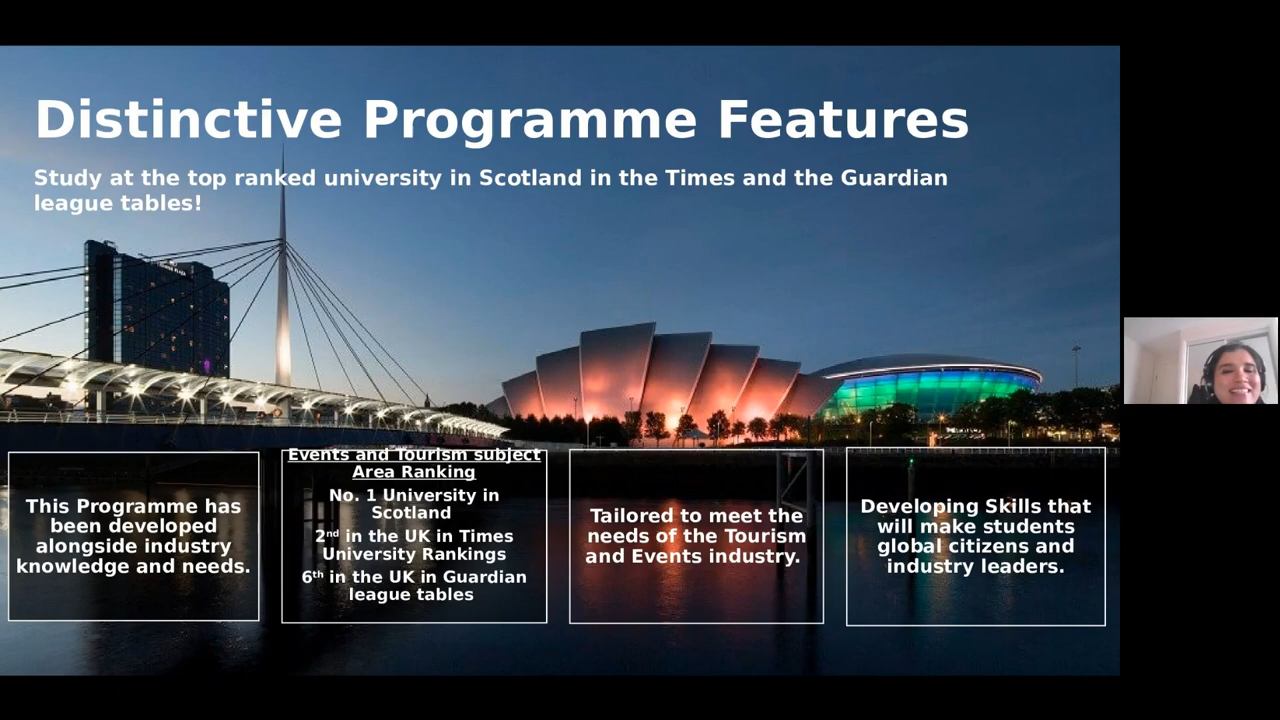 Distinctive Programme Features
Study at the top ranked university in Scotland in the Times and the Guardian
league tables!
This Programme has
been developed
alongside industry
knowledge and needs.
Events and Tourism subject
Area Ranking
No. 1 University in
Scotland
2nd in the UK in Times
University Rankings
6th in the UK in Guardian
league tables
Tailored to meet the
needs of the Tourism
and Events industry.
Developing Skills that
will make students
global citizens and
industry leaders.